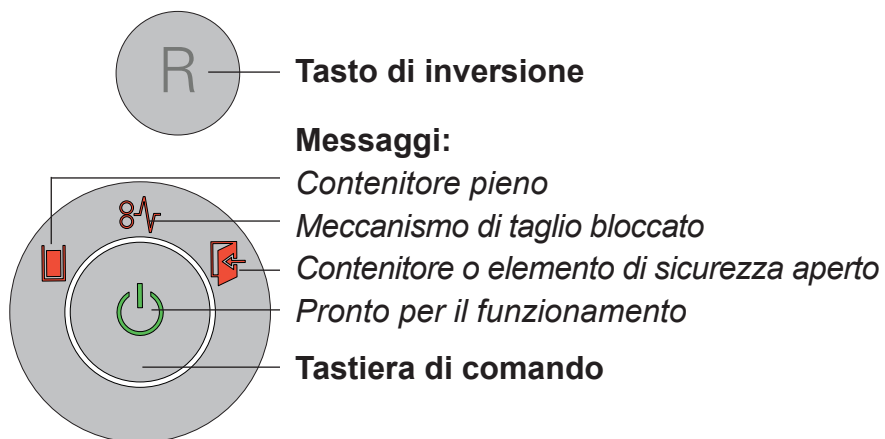 R
Tasto di inversione
Messaggi:
Contenitore pieno
Meccanismo di taglio bloccato
Contenitore o elemento di sicurezza aperto
Pronto per il funzionamento
Tastiera di comando